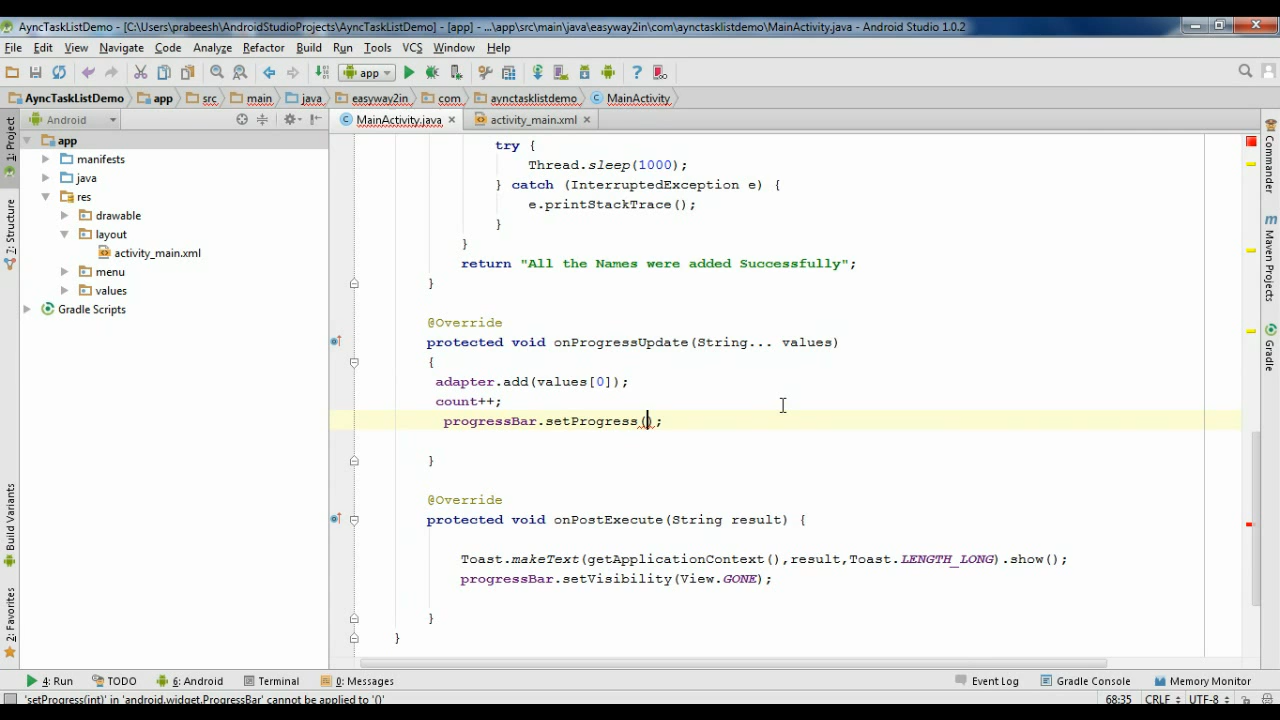 AyncTaskListDemo - [C:\Users\prabeesh\AndroidStudioProjects\AyncTaskListDemo] - [app] - ...\app\src\main\java\easyway2in\com\aynctasklistdemo\MainActivity.java - Android Studio 1.0.2
File Edit View Navigate Code Analyze Refactor Build Run Tools VCS Window Help
app
AyncTaskListDemo app src main java easyway2in com aynctasklistdemo MainActivity
Android
MainActivity.java activity_main.xml
app
manifests
java
res
drawable
layout
activity_main.xml
menu
values
Gradle Scripts
1: Project
7: Structure
Build Variants
2: Favorites
try {
Thread.sleep(1000);
} catch (InterruptedException e) {
e.printStackTrace();
}
}
return "All the Names were added Successfully";
}
@Override
protected void onProgressUpdate(String... values)
{
adapter.add(values[0]);
count++;
progressBar.setProgress();
}
@Override
protected void onPostExecute(String result) {
Toast.makeText(getApplicationContext(),result,Toast.LENGTH_LONG).show();
progressBar.setVisibility(View.GONE);
}
}
Commander
Maven Projects
Gradle
4: Run TODO 6: Android Terminal 0: Messages Event Log Gradle Console Memory Monitor
'setProgress(int)' in 'android.widget.ProgressBar' cannot be applied to '()' 68:35 CRLF UTF-8